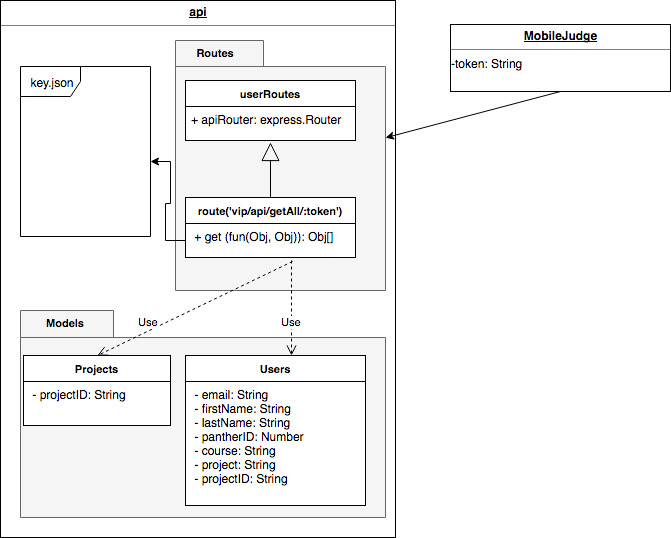 api
MobileJudge
-token: String
Routes
key.json
userRoutes
+ apiRouter: express.Router
route('vip/api/getAll/:token')
+ get (fun(Obj, Obj)): Obj[]
Use
Use
Models
Projects
- projectID: String
Users
- email: String
- firstName: String
- lastName: String
- pantherID: Number
- course: String
- project: String
- projectID: String